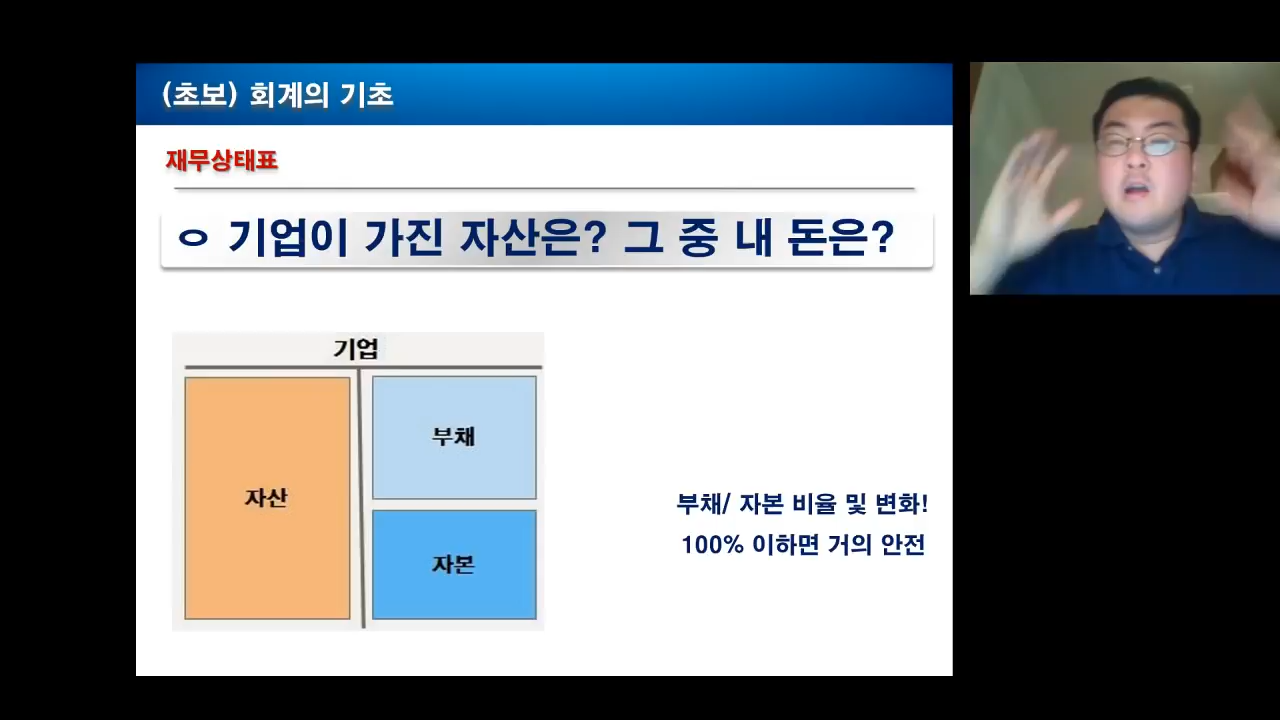 (초보) 회계의 기초
재무상태표
ㅇ 기업이 가진 자산은? 그 중 내 돈은?
기업
자산
부채
자본
부채/ 자본 비율 및 변화!
100% 이하면 거의 안전